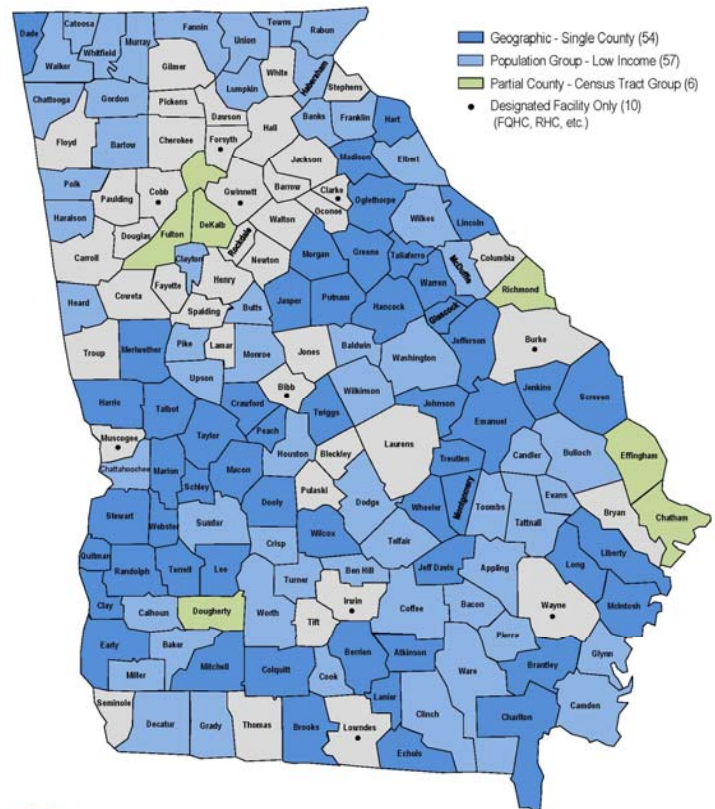 Geographic - Single County (54)
Population Group - Low Income (57)
Partial County - Census Tract Group (6)
Designated Facility Only (10)
(FQHC, RHC, etc.)
Dade
Catoosa
Whitfield
Murray
Fannin
Union
Towns
Rabun
Walker
Gilmer
White
Habersham
Lumpkin
Stephens
Chattooga
Gordon
Pickens
Dawson
Hall
Banks
Franklin
Hart
Floyd
Bartow
Cherokee
Forsyth
Jackson
Madison
Elbert
Polk
Paulding
Cobb
Gwinnett
Barrow
Clarke
Oconee
Oglethorpe
Wilkes
Lincoln
Haralson
Douglas
Fulton
DeKalb
Rockdale
Walton
Newton
Morgan
Greene
Taliaferro
McDuffie
Columbia
Carroll
Clayton
Henry
Fayette
Coweta
Spalding
Butts
Jasper
Putnam
Hancock
Warren
Glascock
Richmond
Heard
Troup
Meriwether
Pike
Lamar
Monroe
Jones
Baldwin
Washington
Jefferson
Burke
Upson
Bibb
Wilkinson
Harris
Talbot
Crawford
Peach
Twiggs
Johnson
Emanuel
Jenkins
Screven
Muscogee
Taylor
Houston
Bleckley
Laurens
Treutlen
Candler
Bulloch
Effingham
Chattahoochee
Marion
Macon
Schley
Pulaski
Dodge
Wheeler
Montgomery
Toombs
Evans
Tattnall
Bryan
Chatham
Stewart
Webster
Sumter
Dooly
Wilcox
Telfair
Quitman
Randolph
Terrell
Lee
Crisp
Turner
Ben Hill
Jeff Davis
Appling
Long
Liberty
McIntosh
Clay
Calhoun
Dougherty
Worth
Tift
Irwin
Coffee
Bacon
Wayne
Early
Baker
Miller
Mitchell
Colquitt
Cook
Berrien
Atkinson
Pierce
Ware
Brantley
Glynn
Seminole
Decatur
Grady
Thomas
Brooks
Lowndes
Lanier
Clinch
Echols
Charlton
Camden